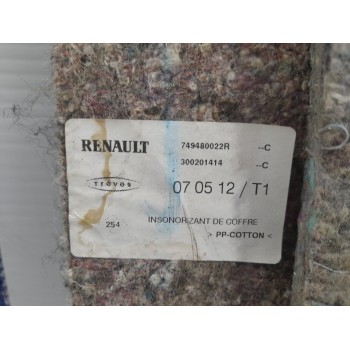 RENAULT 749480022R --C
300201414 --C
treves 07 05 12 / T1
254 INSONORIZANT DE COFFRE
> PP-COTTON <